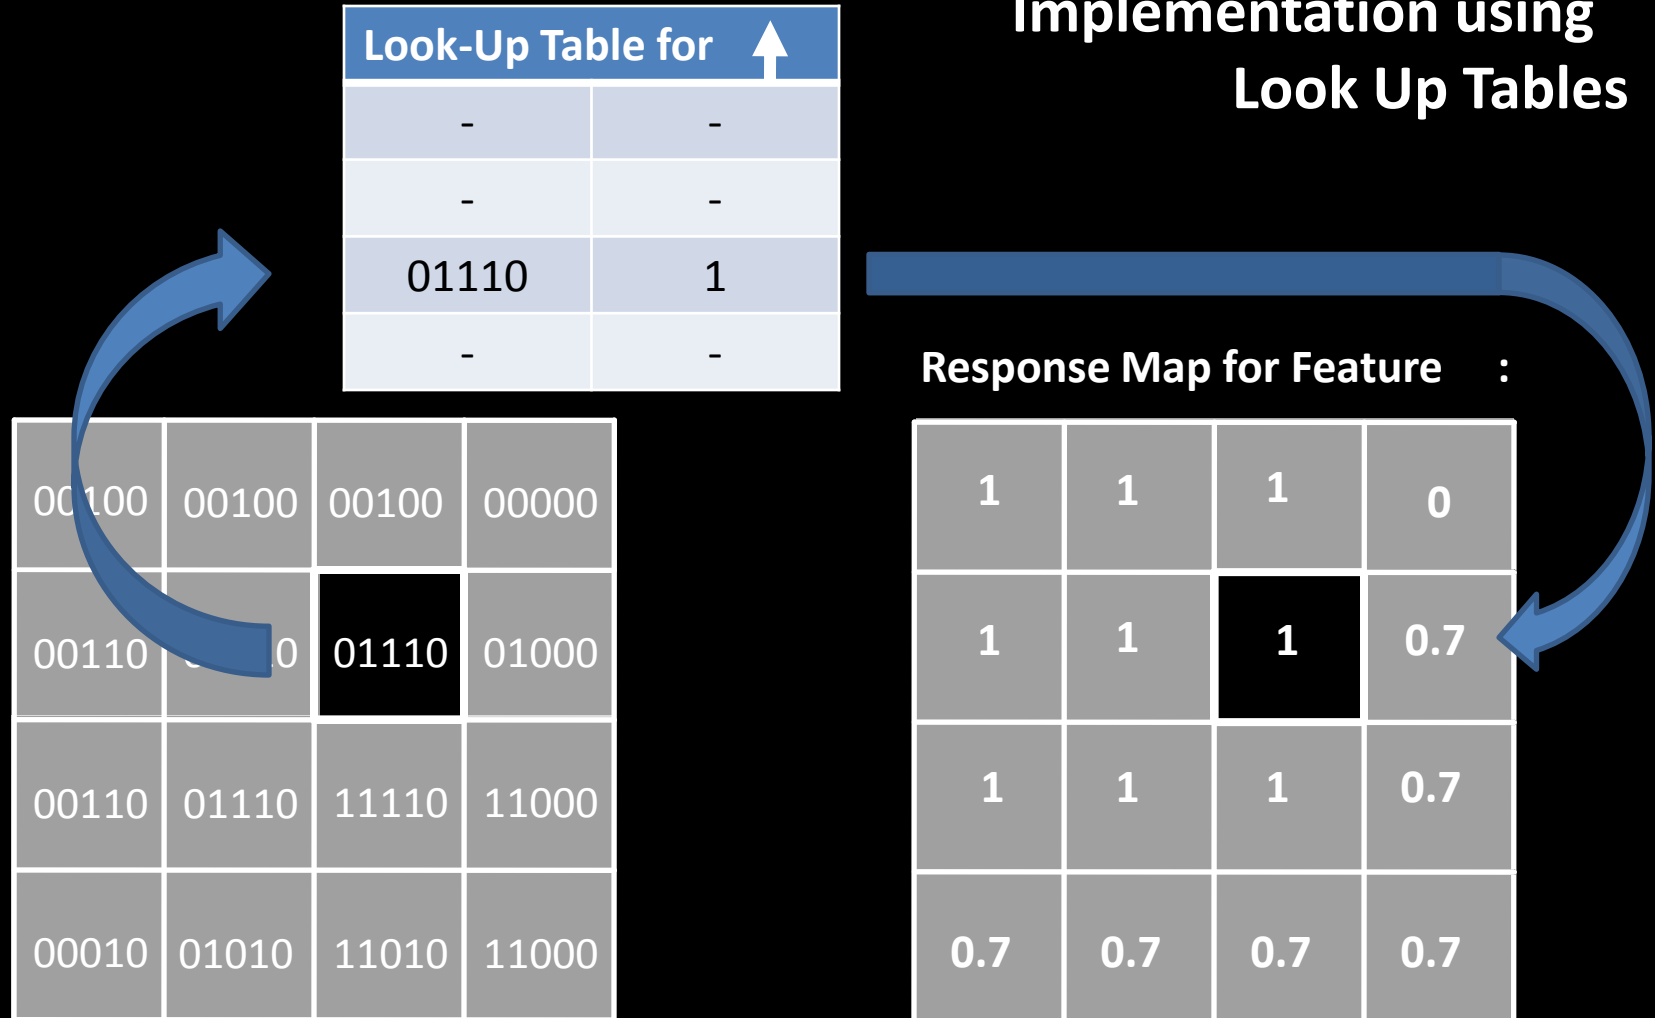 Implementation using
Look Up Tables
Look-Up Table for
- -
- -
01110 1
- -
Response Map for Feature :
00100 00100 00100 00000
00110 01110 01000
00110 01110 11110 11000
00010 01010 11010 11000
1 1 1 0
1 1 1 0.7
1 1 1 0.7
0.7 0.7 0.7 0.7